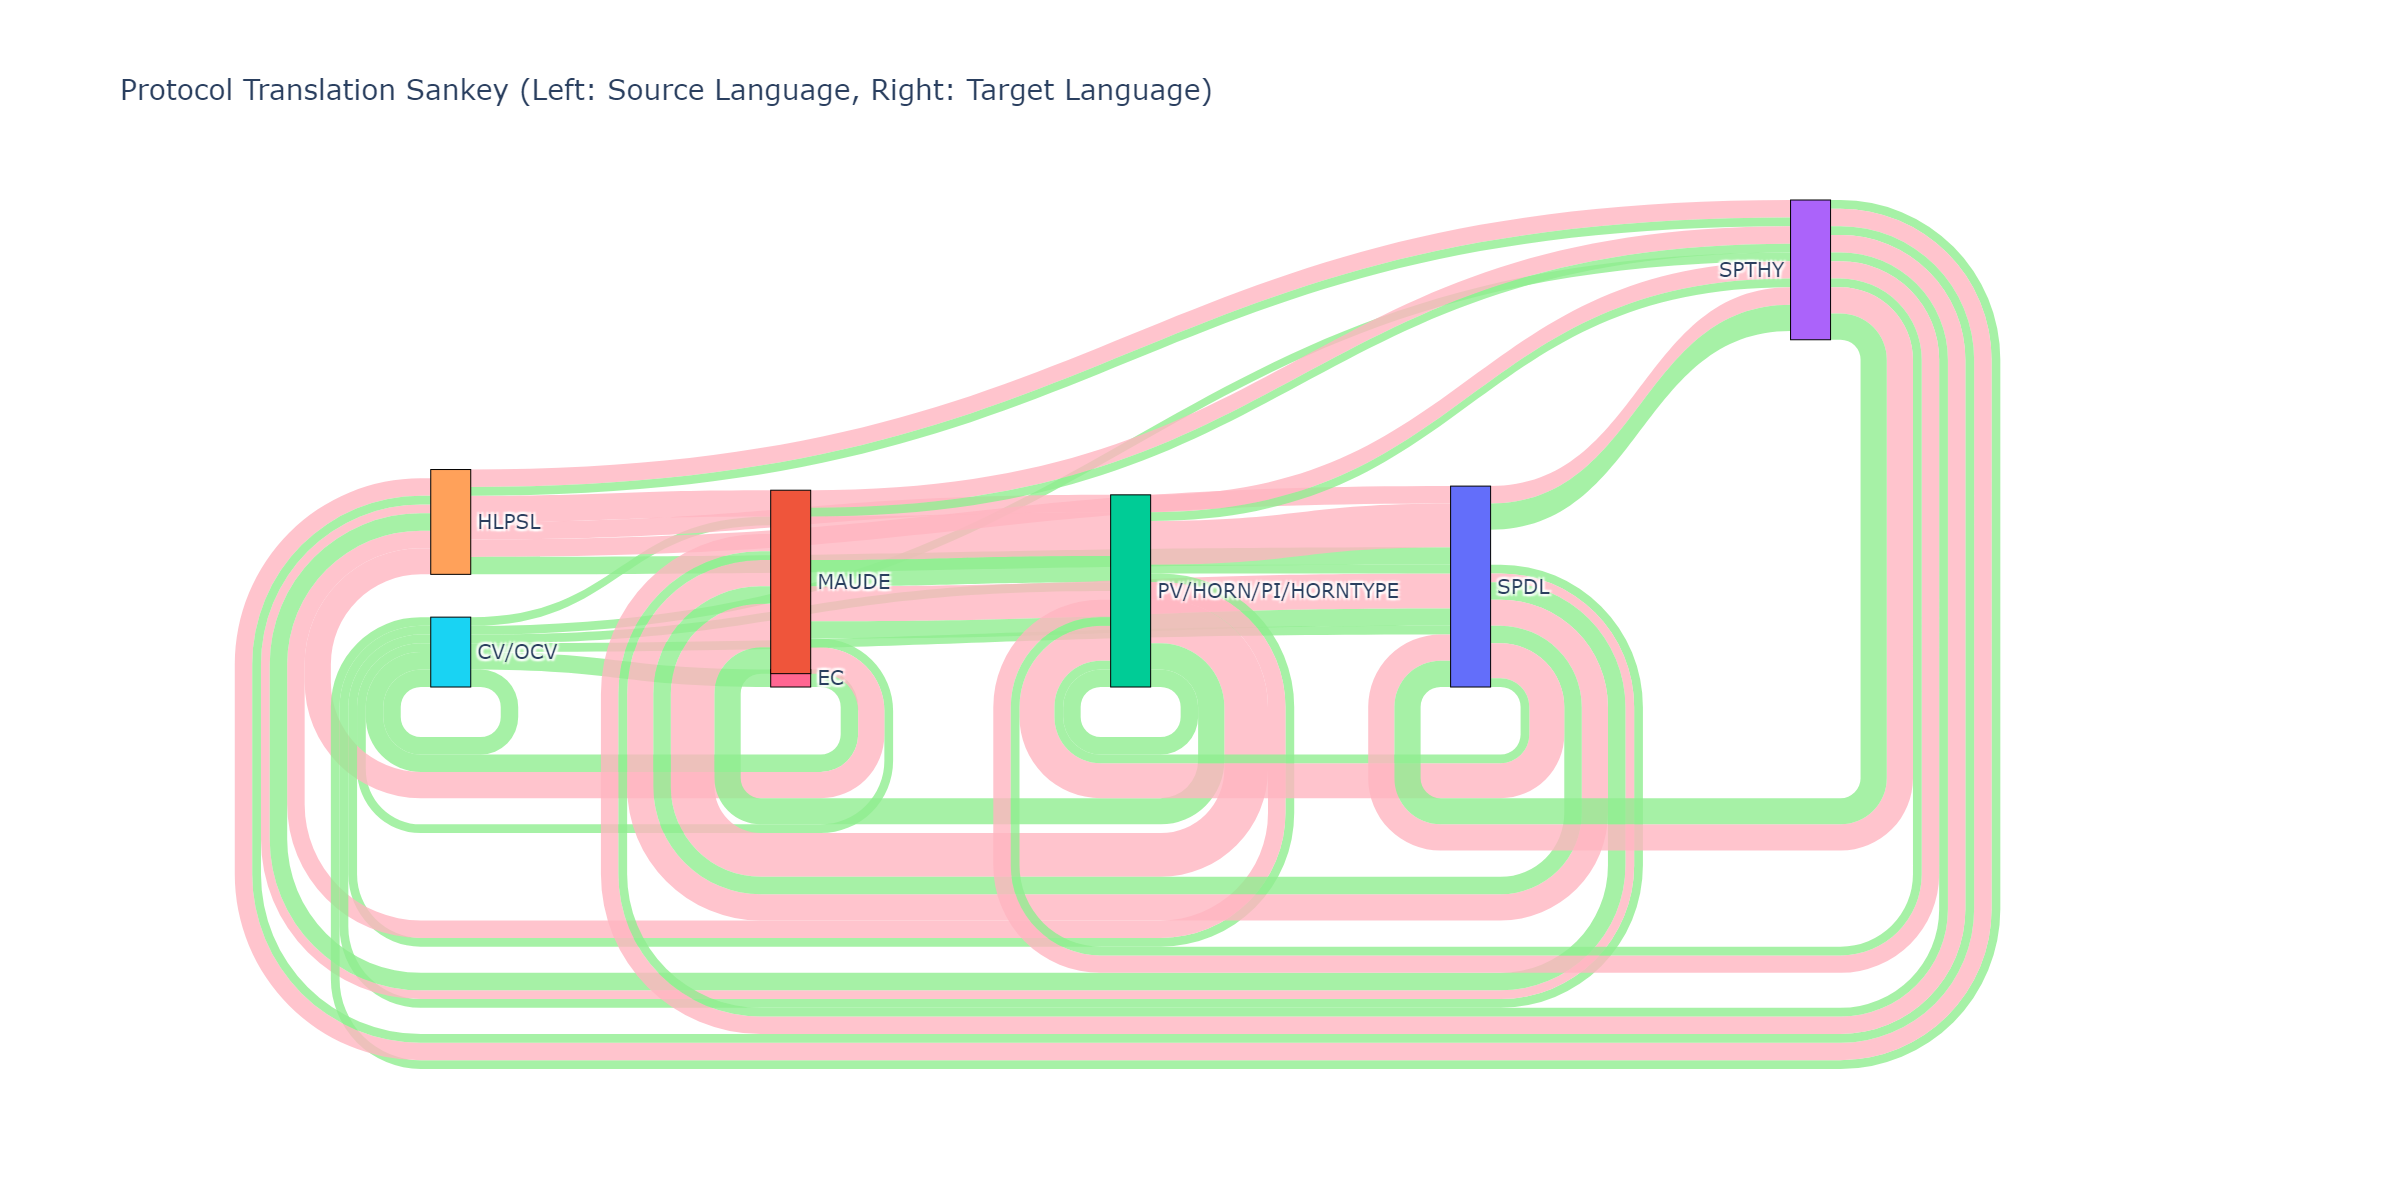 Protocol Translation Sankey (Left: Source Language, Right: Target Language)
SPTHY
HLPSL
MAUDE
PV/HORN/PI/HORNTYPE
SPDL
CV/OCV
EC